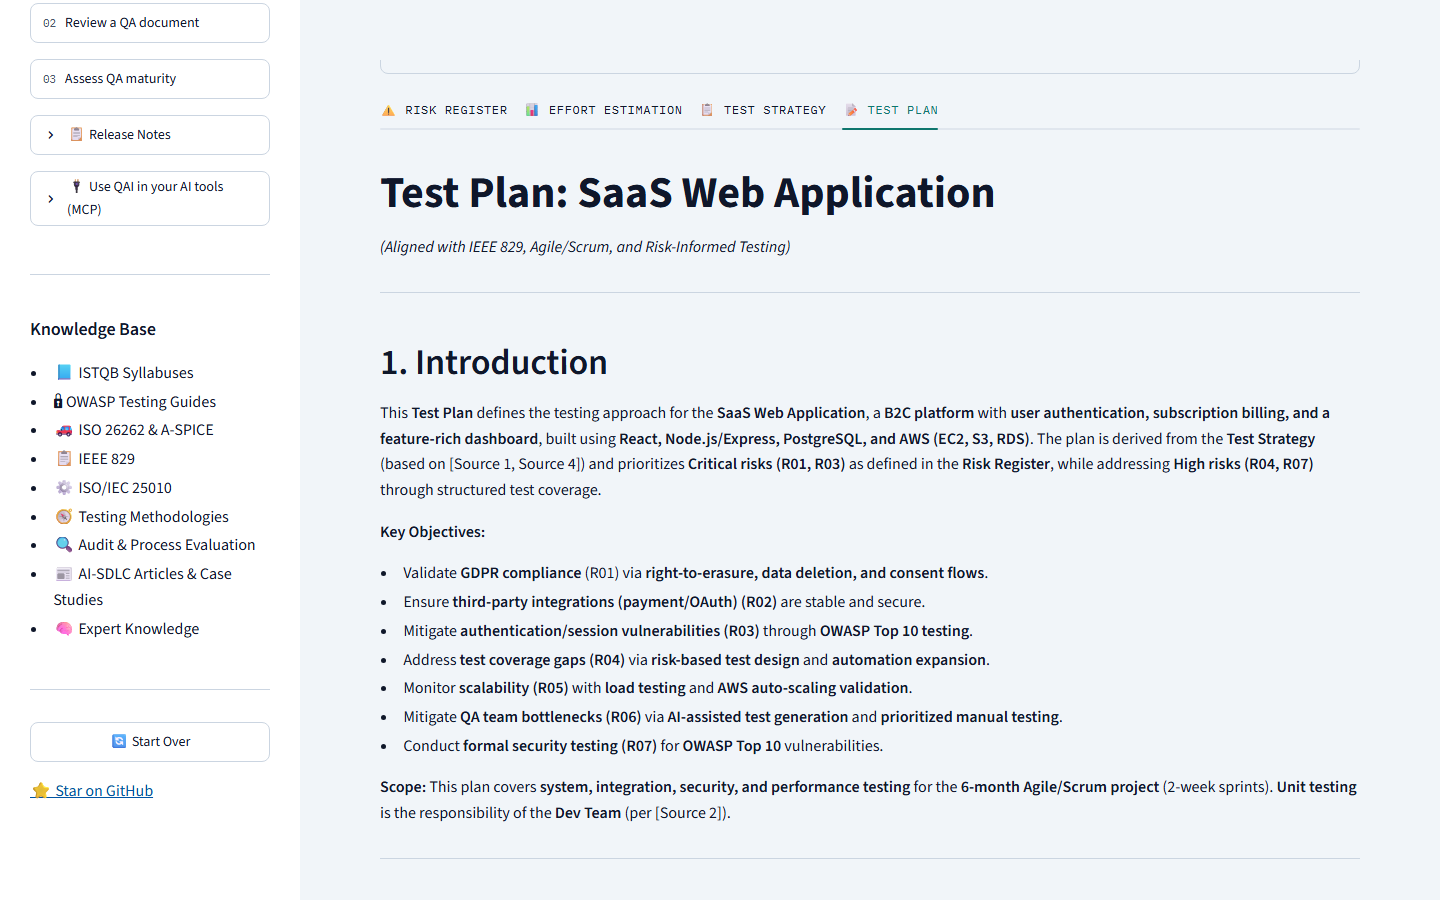 02 Review a QA document
03 Assess QA maturity
Release Notes
Use QAI in your AI tools
(MCP)
Knowledge Base
ISTQB Syllabuses
OWASP Testing Guides
ISO 26262 & A-SPICE
IEEE 829
ISO/IEC 25010
Testing Methodologies
Audit & Process Evaluation
AI-SDLC Articles & Case
Studies
Expert Knowledge
Start Over
Star on GitHub
RISK REGISTER EFFORT ESTIMATION TEST STRATEGY TEST PLAN
Test Plan: SaaS Web Application
(Aligned with IEEE 829, Agile/Scrum, and Risk-Informed Testing)
1. Introduction
This Test Plan defines the testing approach for the SaaS Web Application, a B2C platform with user authentication, subscription billing, and a
feature-rich dashboard, built using React, Node.js/Express, PostgreSQL, and AWS (EC2, S3, RDS). The plan is derived from the Test Strategy
(based on [Source 1, Source 4]) and prioritizes Critical risks (R01, R03) as defined in the Risk Register, while addressing High risks (R04, R07)
through structured test coverage.
Key Objectives:
Validate GDPR compliance (R01) via right-to-erasure, data deletion, and consent flows.
Ensure third-party integrations (payment/OAuth) (R02) are stable and secure.
Mitigate authentication/session vulnerabilities (R03) through OWASP Top 10 testing.
Address test coverage gaps (R04) via risk-based test design and automation expansion.
Monitor scalability (R05) with load testing and AWS auto-scaling validation.
Mitigate QA team bottlenecks (R06) via AI-assisted test generation and prioritized manual testing.
Conduct formal security testing (R07) for OWASP Top 10 vulnerabilities.
Scope: This plan covers system, integration, security, and performance testing for the 6-month Agile/Scrum project (2-week sprints). Unit testing
is the responsibility of the Dev Team (per [Source 2]).